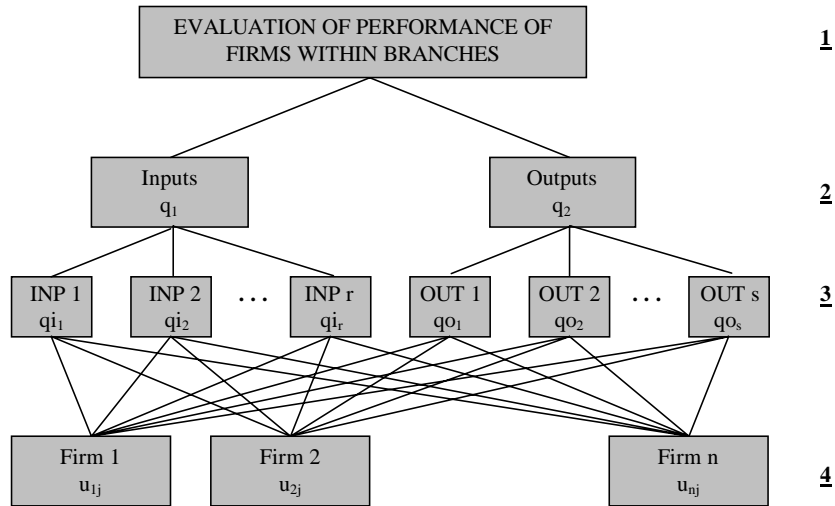 EVALUATION OF PERFORMANCE OF
FIRMS WITHIN BRANCHES
1
Inputs
q₁
Outputs
q₂
2
INP 1
qi₁
INP 2
qi₂
...
INP r
qiᵣ
OUT 1
qo₁
OUT 2
qo₂
...
OUT s
qoₛ
3
Firm 1
u₁ⱼ
Firm 2
u₂ⱼ
Firm n
uₙⱼ
4